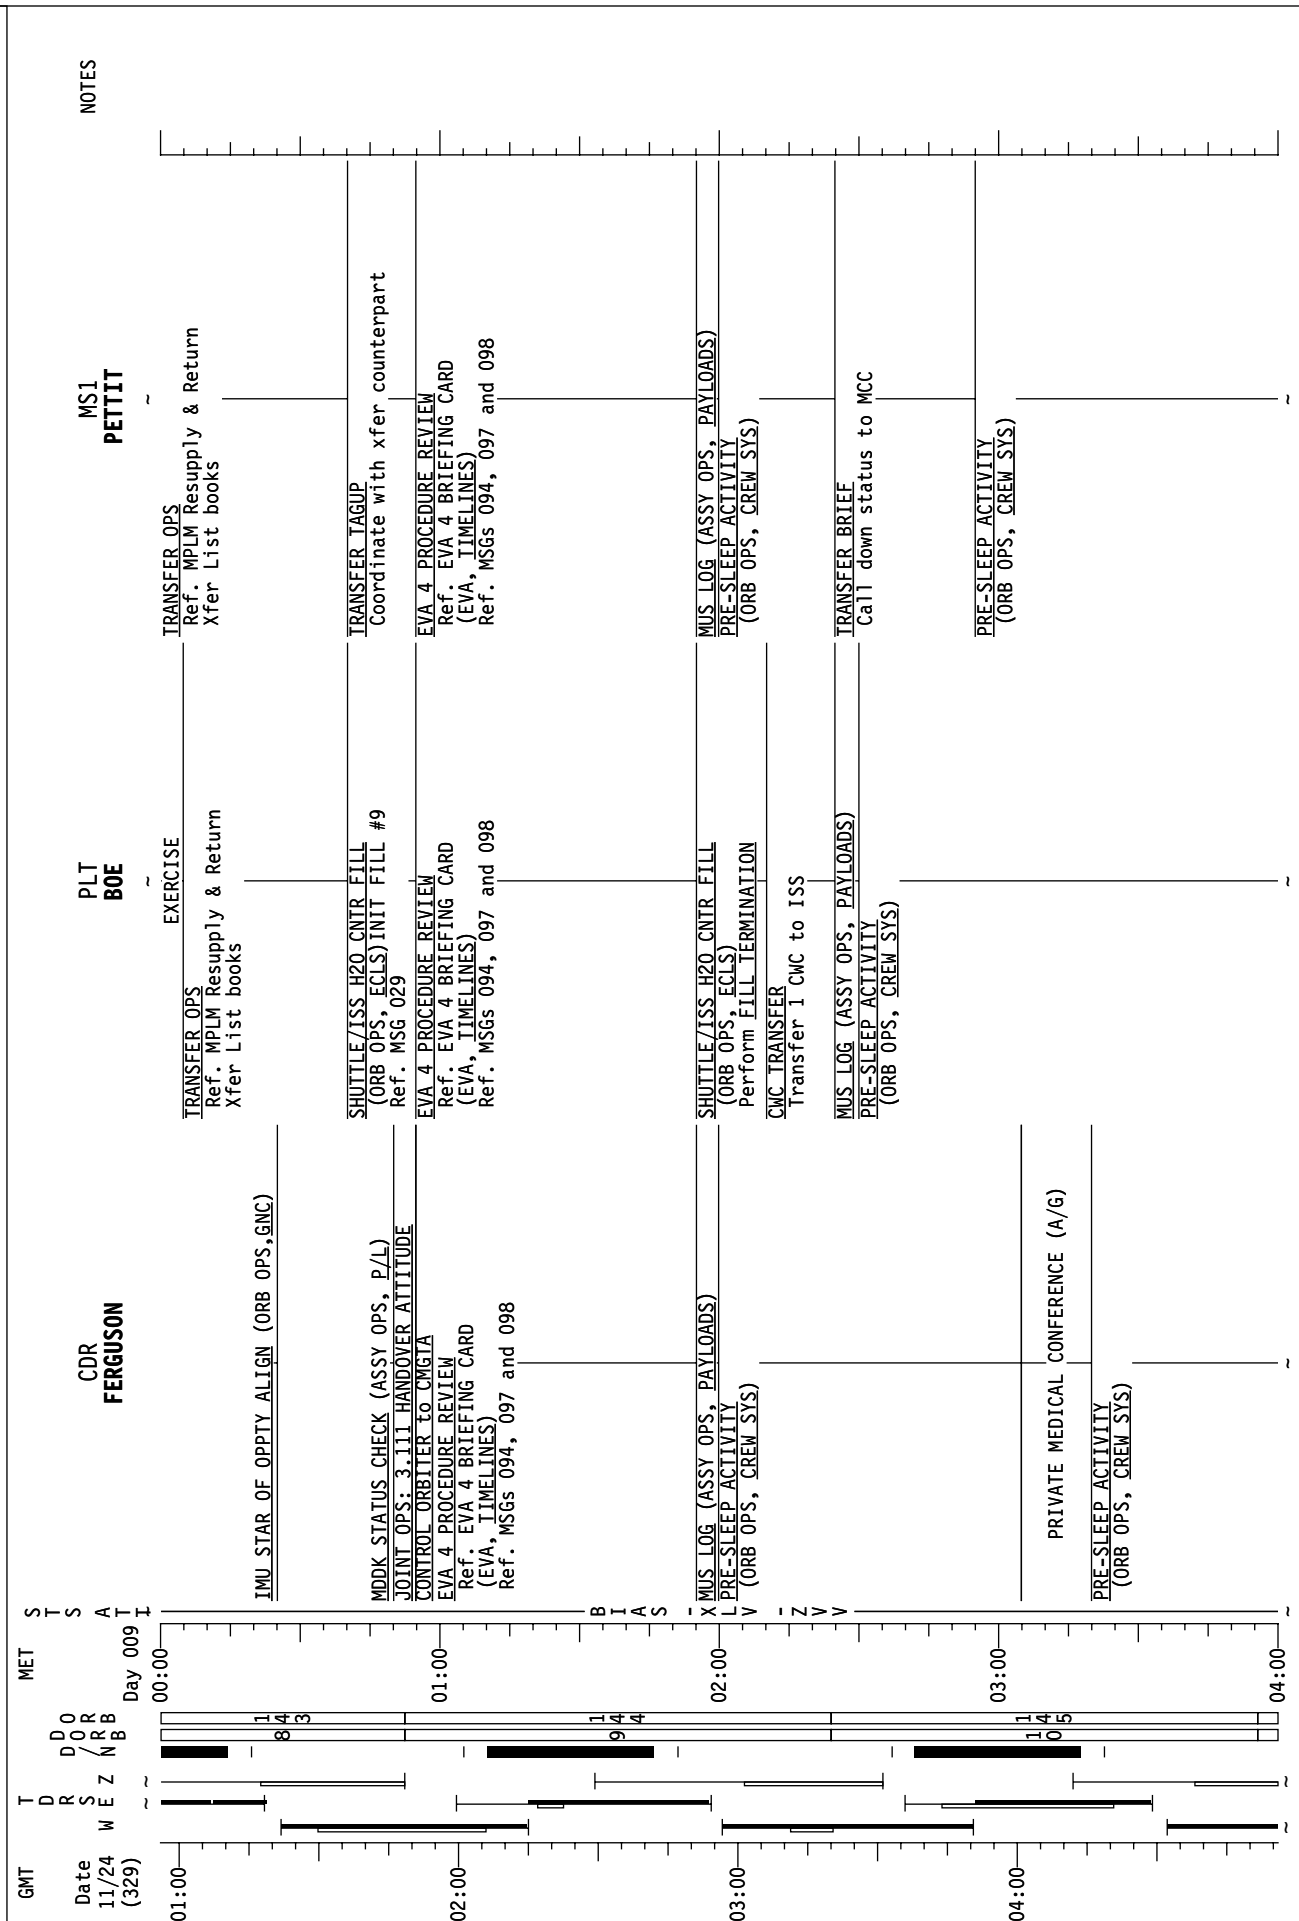 GMT
Date
11/24
(329)
01:00
02:00
03:00
04:00
T
D
R
S
W E Z
D D O
/ O R
N R B
B
8
9
10
143
144
145
MET
Day 009
00:00
01:00
02:00
03:00
04:00
S
T
S
A
T
T
B
I
A
S
-X
L
V
-Z
V
V
CDR
FERGUSON
IMU STAR OF OPPTY ALIGN (ORB OPS,GNC)
MDDK STATUS CHECK (ASSY OPS, P/L)
JOINT OPS: 3.111 HANDOVER ATTITUDE
CONTROL ORBITER to CMGTA
EVA 4 PROCEDURE REVIEW
Ref. EVA 4 BRIEFING CARD
(EVA, TIMELINES)
Ref. MSGs 094, 097 and 098
MUS LOG (ASSY OPS, PAYLOADS)
PRE-SLEEP ACTIVITY
(ORB OPS, CREW SYS)
PRIVATE MEDICAL CONFERENCE (A/G)
PRE-SLEEP ACTIVITY
(ORB OPS, CREW SYS)
PLT
BOE
EXERCISE
TRANSFER OPS
Ref. MPLM Resupply & Return
Xfer List books
SHUTTLE/ISS H2O CNTR FILL
(ORB OPS, ECLS)INIT FILL #9
Ref. MSG 029
EVA 4 PROCEDURE REVIEW
Ref. EVA 4 BRIEFING CARD
(EVA, TIMELINES)
Ref. MSGs 094, 097 and 098
SHUTTLE/ISS H2O CNTR FILL
(ORB OPS, ECLS)
Perform FILL TERMINATION
CWC TRANSFER
Transfer 1 CWC to ISS
MUS LOG (ASSY OPS, PAYLOADS)
PRE-SLEEP ACTIVITY
(ORB OPS, CREW SYS)
MS1
PETTIT
TRANSFER OPS
Ref. MPLM Resupply & Return
Xfer List books
TRANSFER TAGUP
Coordinate with xfer counterpart
EVA 4 PROCEDURE REVIEW
Ref. EVA 4 BRIEFING CARD
(EVA, TIMELINES)
Ref. MSGs 094, 097 and 098
MUS LOG (ASSY OPS, PAYLOADS)
PRE-SLEEP ACTIVITY
(ORB OPS, CREW SYS)
TRANSFER BRIEF
Call down status to MCC
PRE-SLEEP ACTIVITY
(ORB OPS, CREW SYS)
NOTES